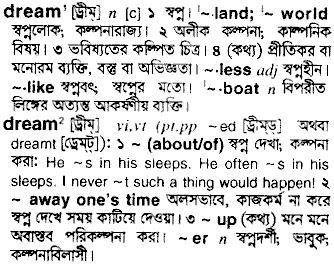 dream¹ [ড্রীম্] n [c] ১ স্বপ্ন। ˈ~·land; ˈ~ world
স্বপ্নলোক; কল্পনারাজ্য। ২ অলীক কল্পনা; কাল্পনিক
বিষয়। ৩ ভবিষ্যতের কল্পিত চিত্র। ৪ (কথ্য) প্রীতিকর বা
মনোরম ব্যক্তি, বস্তু বা অভিজ্ঞতা। ~·less adj স্বপ্নহীন।
~·like স্বপ্নবৎ; স্বপ্নের মতো। ˈ~·boat n বিপরীত
লিঙ্গের অত্যন্ত আকর্ষণীয় ব্যক্তি।
dream² [ড্রীম্] vi,vt (pt.pp ~ed [ড্রীম্ড্] অথবা
dreamt [ড্রেম্ট্]): ১ ~ (about/of) স্বপ্ন দেখা; কল্পনা
করা: He ~s in his sleeps. He often ~s in his
sleeps. I never ~t such a thing would happen! ২
~ away one's time অলসভাবে, কাজকর্ম না করে
স্বপ্ন দেখে সময় কাটিয়ে দেওয়া। ৩ ~ up (কথ্য) মনে মনে
অবাস্তব পরিকল্পনা করা। ~·er n স্বপ্নদর্শী; ভাবুক;
কল্পনাবিলাসী।